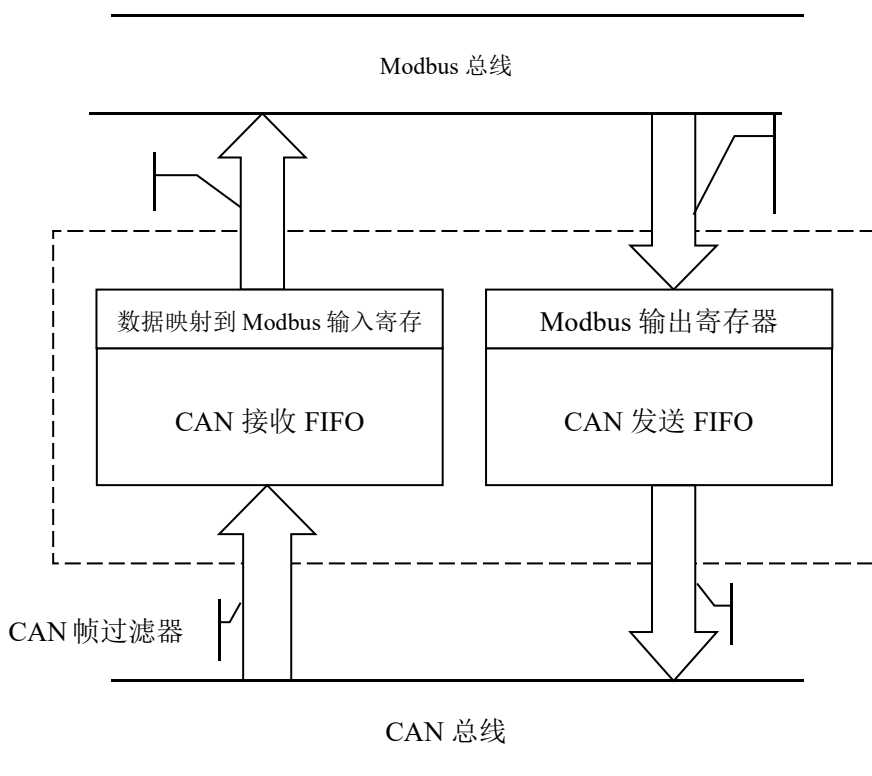 Modbus 总线
数据映射到 Modbus 输入寄存
Modbus 输出寄存器
CAN 接收 FIFO
CAN 发送 FIFO
CAN 帧过滤器
CAN 总线